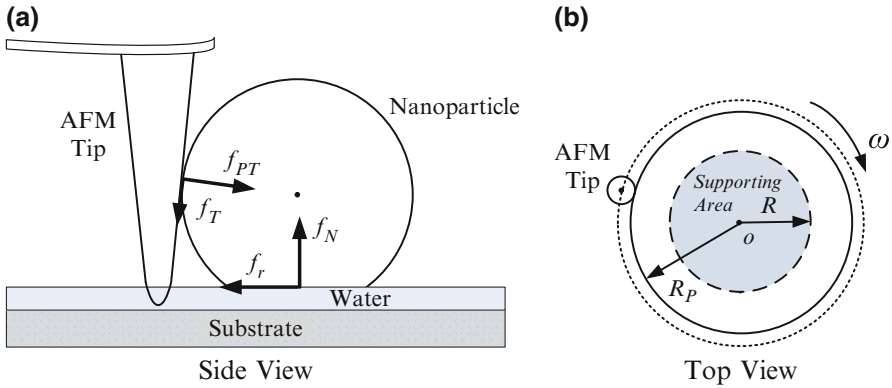 (a)
AFM
Tip
Nanoparticle
f_PT
f_T
f_N
f_r
Water
Substrate
Side View
(b)
ω
AFM
Tip
Supporting
Area
R
o
R_P
Top View